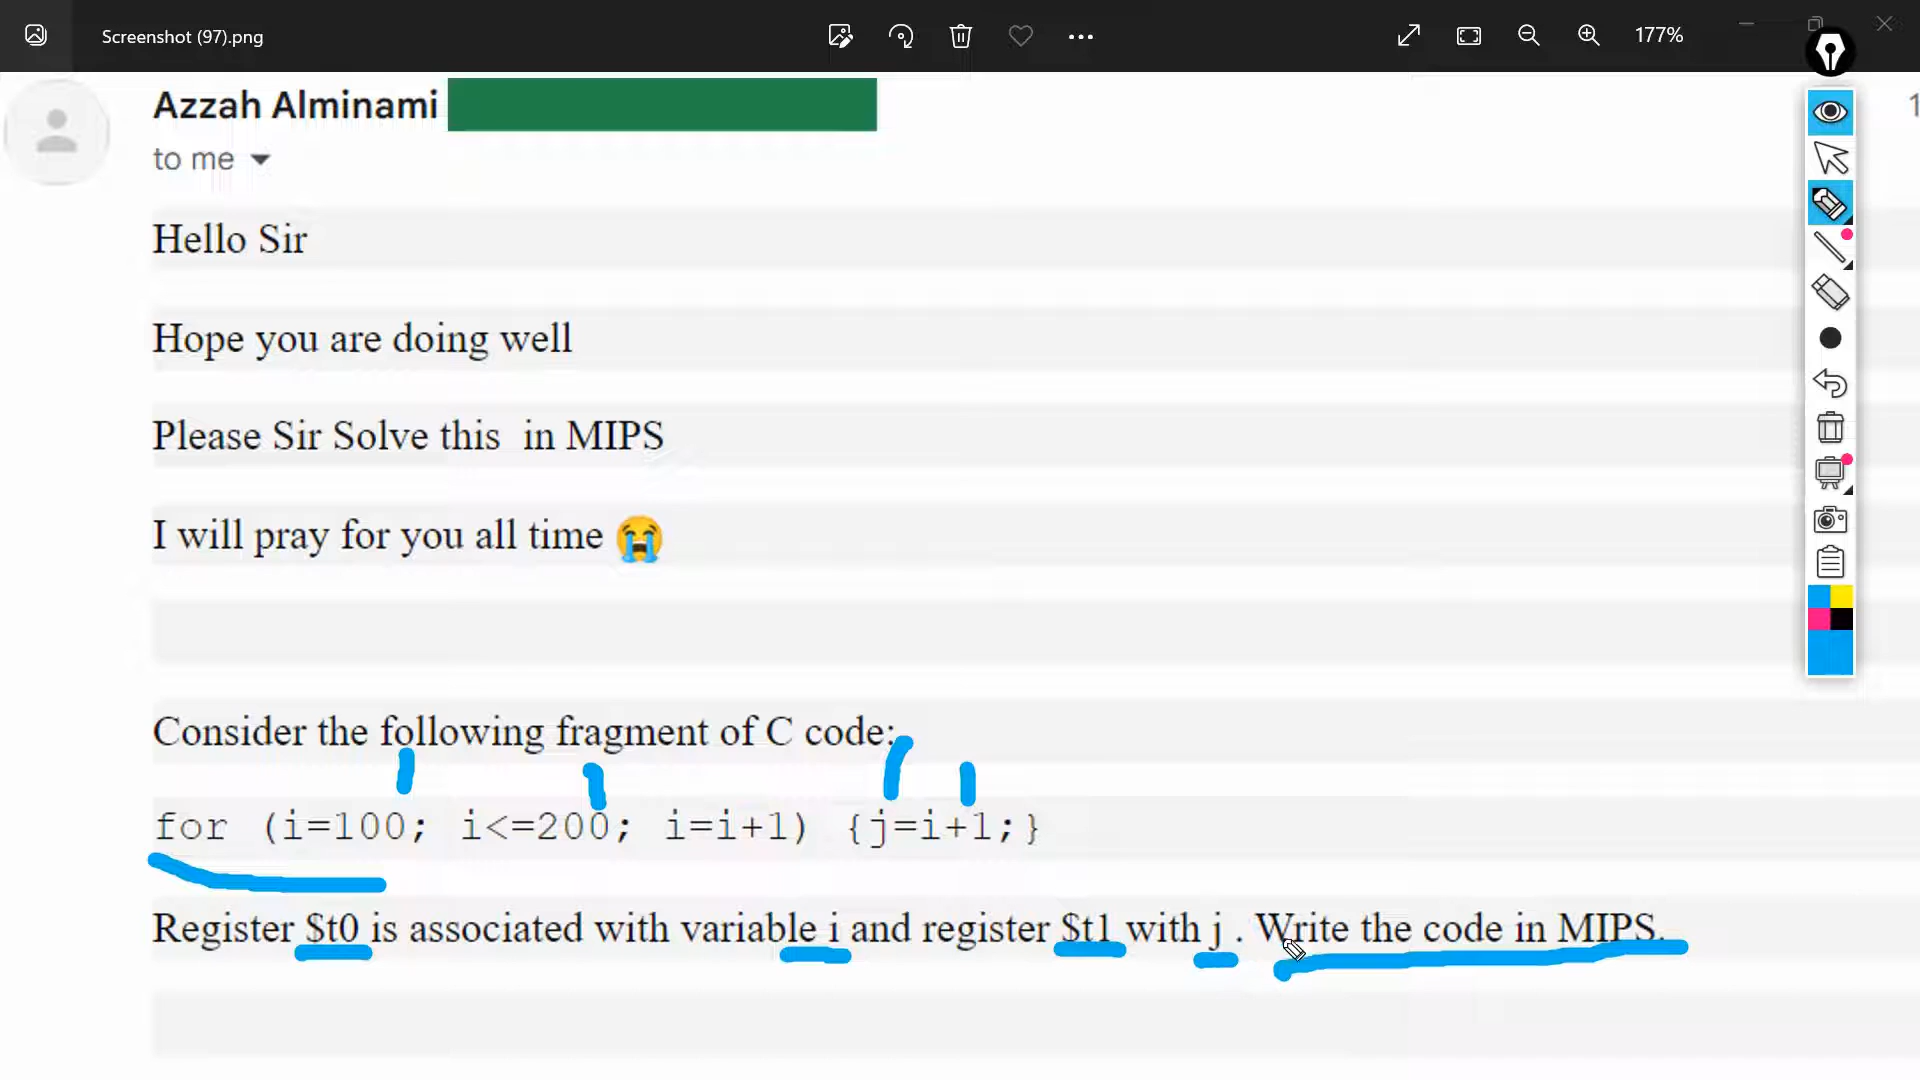 Screenshot (97).png
177%
Azzah Alminami
to me
Hello Sir
Hope you are doing well
Please Sir Solve this in MIPS
I will pray for you all time 😭
Consider the following fragment of C code:
for (i=100; i<=200; i=i+1) {j=i+1;}
Register $t0 is associated with variable i and register $t1 with j . Write the code in MIPS.